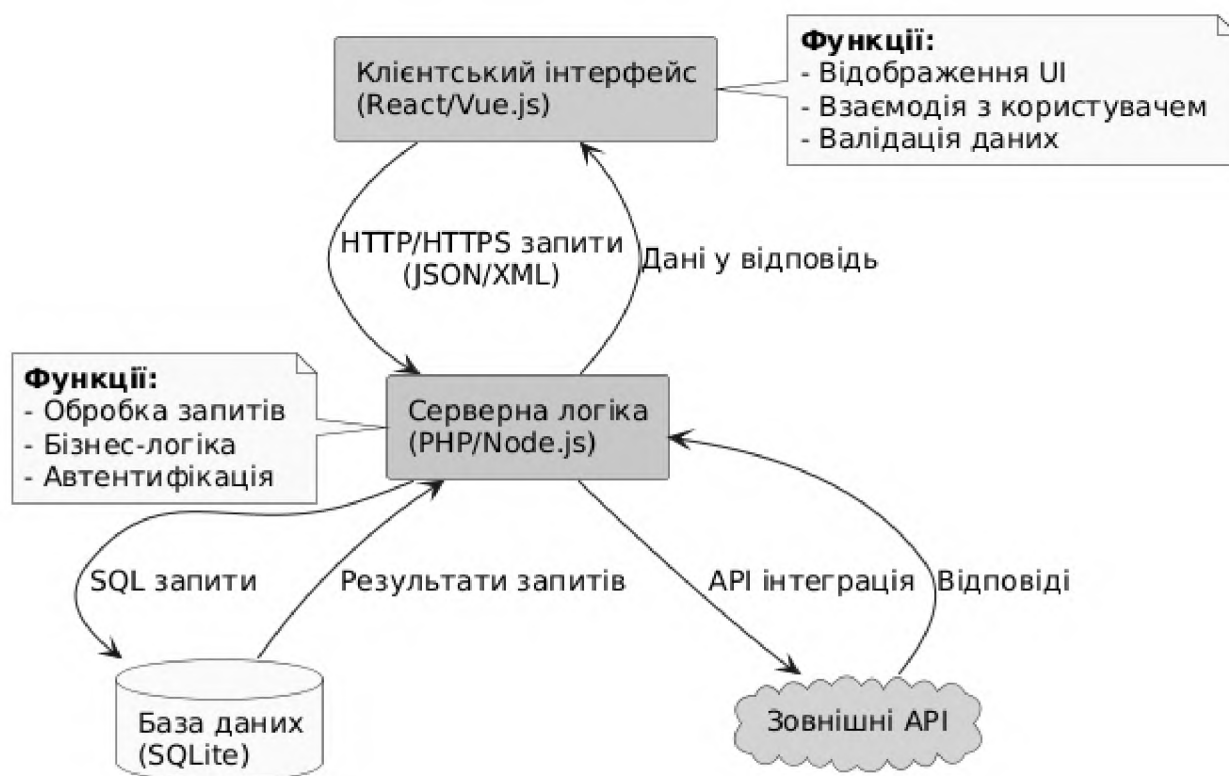 Клієнтський інтерфейс
(React/Vue.js)
Функції:
- Відображення UI
- Взаємодія з користувачем
- Валідація даних
HTTP/HTTPS запити
(JSON/XML)
Дані у відповідь
Функції:
- Обробка запитів
- Бізнес-логіка
- Автентифікація
Серверна логіка
(PHP/Node.js)
SQL запити
Результати запитів
API інтеграція
Відповіді
База даних
(SQLite)
Зовнішні API